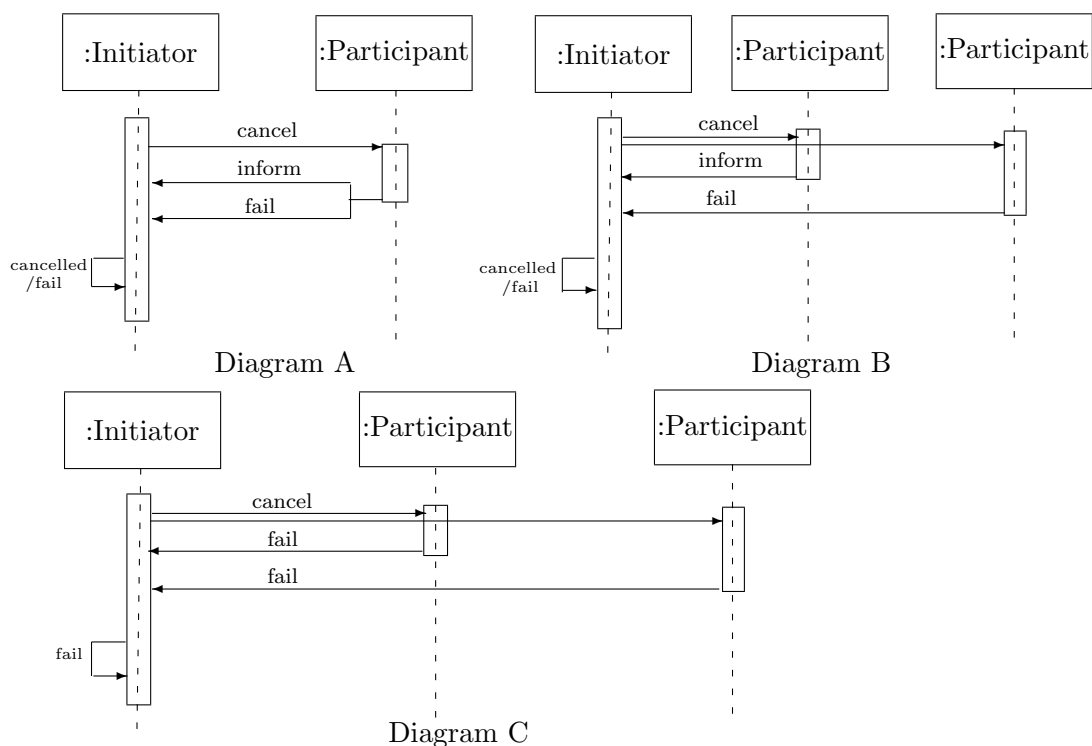 :Initiator
:Participant
cancel
inform
fail
cancelled
/fail
Diagram A
:Initiator
:Participant
:Participant
cancel
inform
fail
cancelled
/fail
Diagram B
:Initiator
:Participant
:Participant
cancel
fail
fail
fail
Diagram C